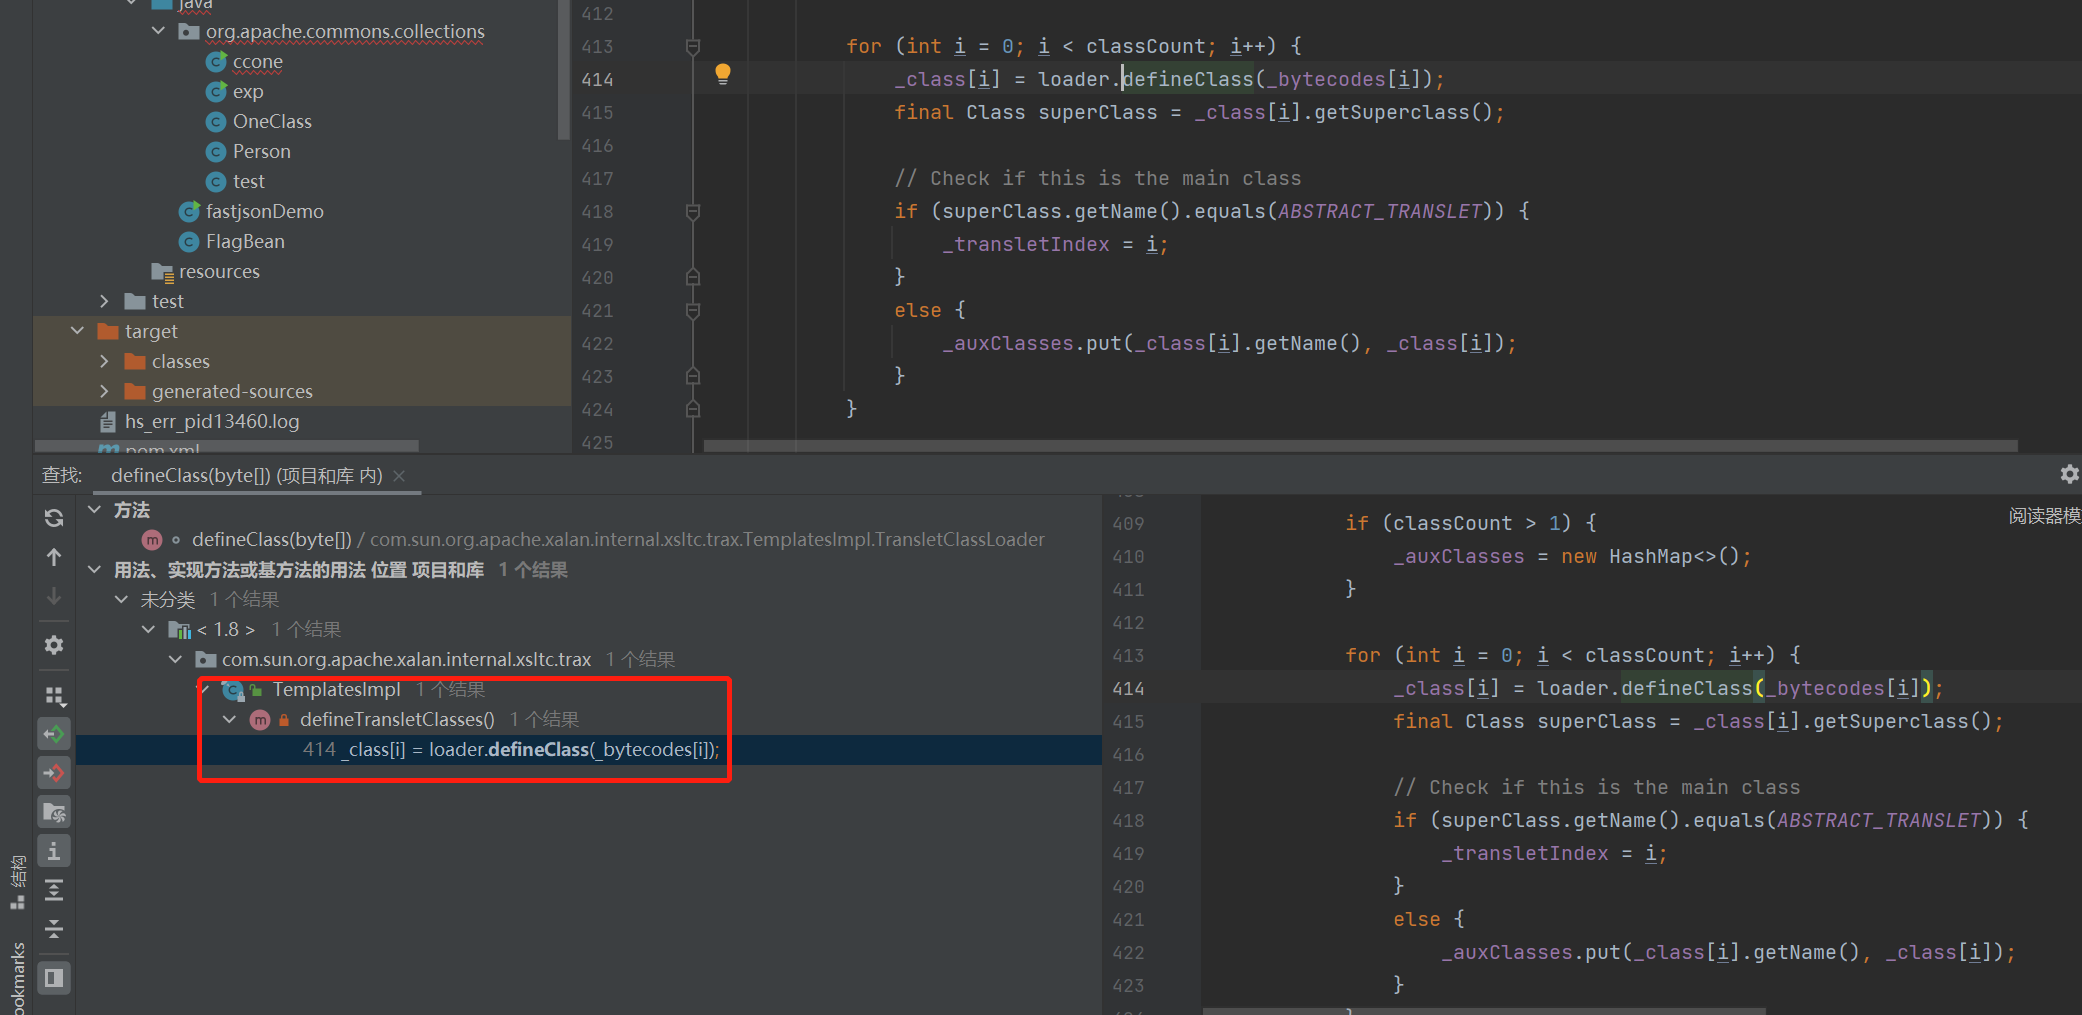 java
org.apache.commons.collections
ccone
exp
OneClass
Person
test
fastjsonDemo
FlagBean
resources
test
target
classes
generated-sources
hs_err_pid13460.log
pom.xml
412
413 for (int i = 0; i < classCount; i++) {
414 _class[i] = loader.defineClass(_bytecodes[i]);
415 final Class superClass = _class[i].getSuperclass();
416
417 // Check if this is the main class
418 if (superClass.getName().equals(ABSTRACT_TRANSLET)) {
419 _transletIndex = i;
420 }
421 else {
422 _auxClasses.put(_class[i].getName(), _class[i]);
423 }
424 }
425
查找: defineClass(byte[]) (项目和库 内)
方法
defineClass(byte[]) / com.sun.org.apache.xalan.internal.xsltc.trax.TemplatesImpl.TransletClassLoader
用法、实现方法或基方法的用法 位置 项目和库 1 个结果
未分类 1 个结果
< 1.8 > 1 个结果
com.sun.org.apache.xalan.internal.xsltc.trax 1 个结果
TemplatesImpl 1 个结果
defineTransletClasses() 1 个结果
414 _class[i] = loader.defineClass(_bytecodes[i]);
阅读器模
409 if (classCount > 1) {
410 _auxClasses = new HashMap<>();
411 }
412
413 for (int i = 0; i < classCount; i++) {
414 _class[i] = loader.defineClass(_bytecodes[i]);
415 final Class superClass = _class[i].getSuperclass();
416
417 // Check if this is the main class
418 if (superClass.getName().equals(ABSTRACT_TRANSLET)) {
419 _transletIndex = i;
420 }
421 else {
422 _auxClasses.put(_class[i].getName(), _class[i]);
423 }
结构
ookmarks